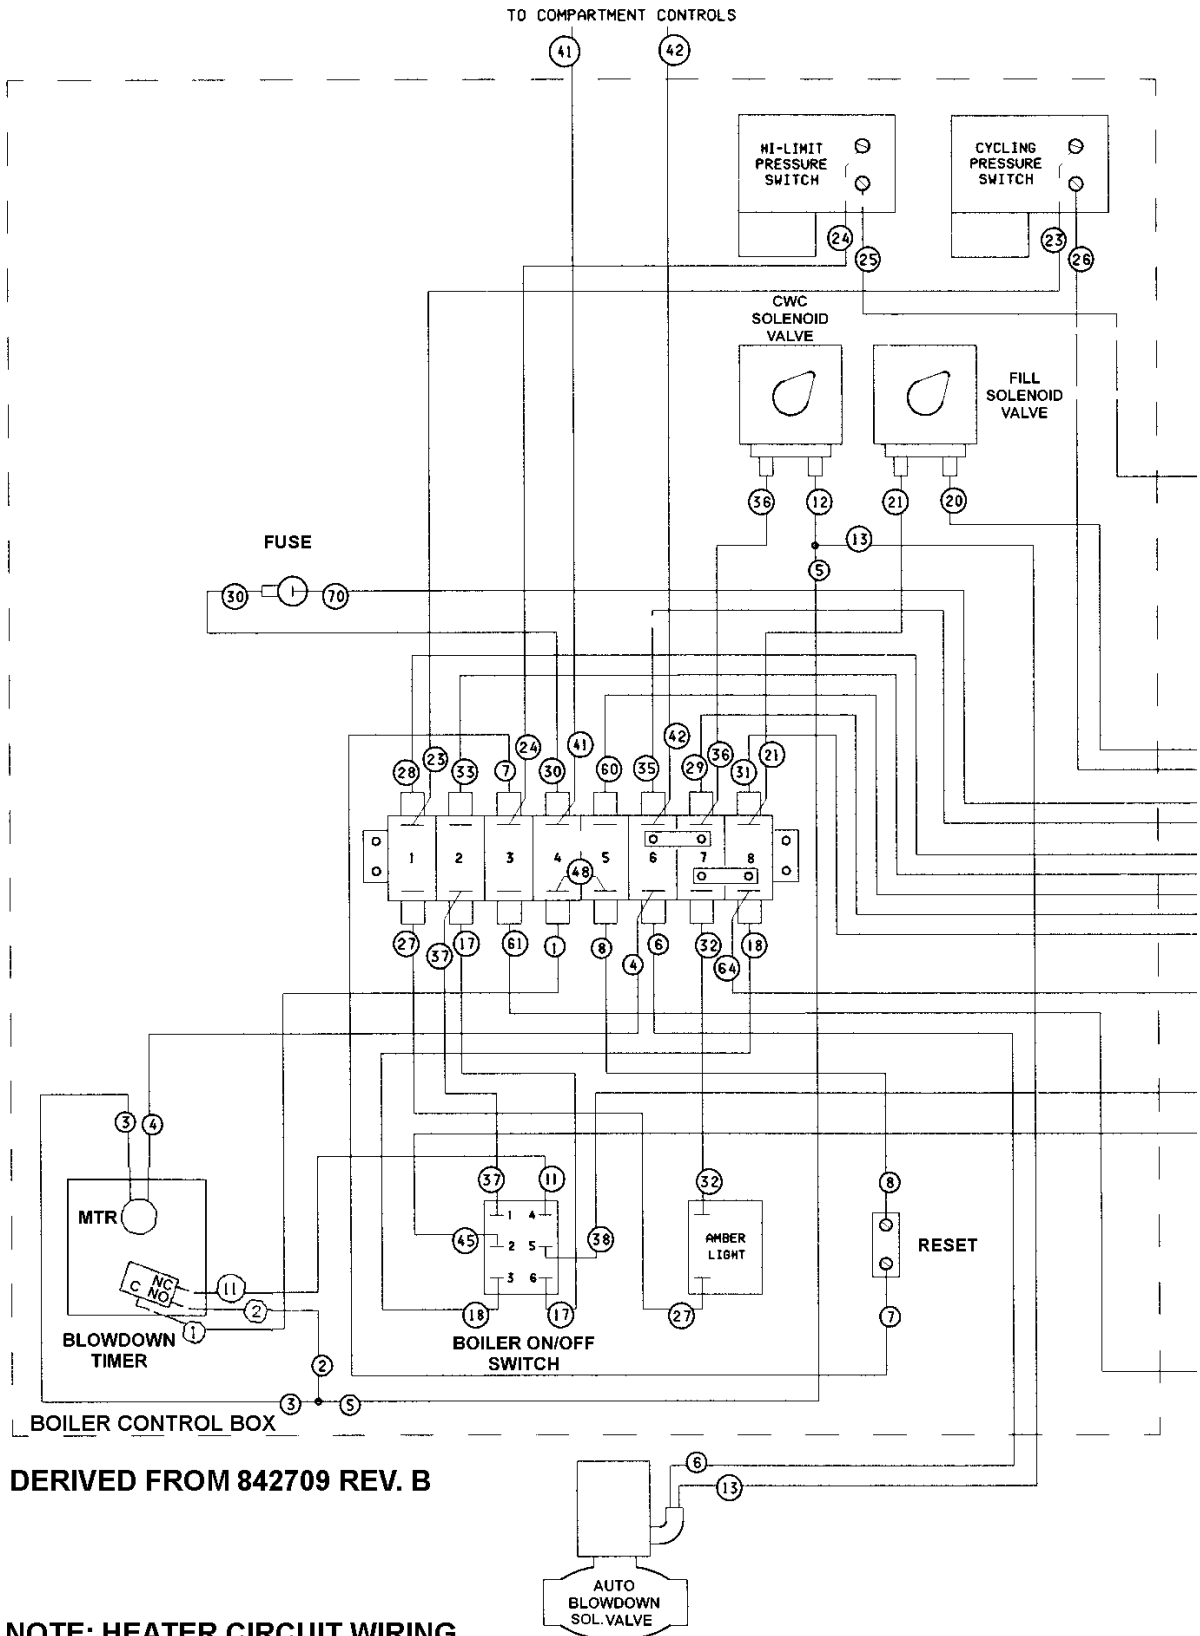 TO COMPARTMENT CONTROLS
41 42
HI-LIMIT
PRESSURE
SWITCH
CYCLING
PRESSURE
SWITCH
24 23
25 26
CWC
SOLENOID
VALVE
FILL
SOLENOID
VALVE
36 12 21 20
13
5
FUSE
30 70
28 23 33 7 24 30 41 60 35 42 29 36 31 21
1 2 3 4 5 6 7 8
48
27 37 17 61 1 8 4 6 32 64 18
3 4
MTR
NC
C NO
11
2
1
BLOWDOWN
TIMER
2
3 5
37 11
1 4
2 5
3 6
45 38
18 17
BOILER ON/OFF
SWITCH
32
AMBER
LIGHT
27
8
RESET
7
BOILER CONTROL BOX
DERIVED FROM 842709 REV. B
6
13
AUTO
BLOWDOWN
SOL.VALVE
NOTE: HEATER CIRCUIT WIRING